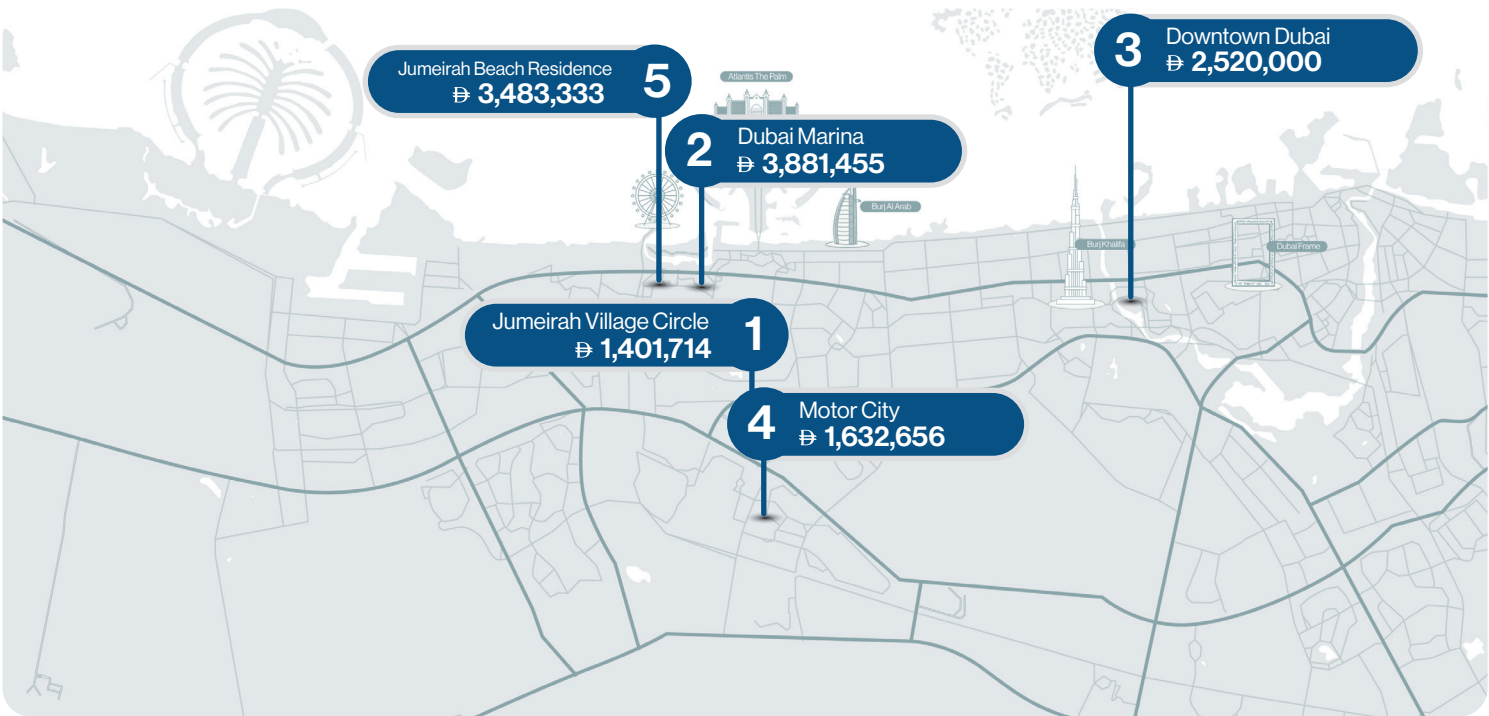 Jumeirah Beach Residence
5
 3,483,333
Atlantis The Palm
3
Downtown Dubai
 2,520,000
2
Dubai Marina
 3,881,455
Burj Al Arab
Burj Khalifa
Dubai Frame
Jumeirah Village Circle
1
 1,401,714
4
Motor City
 1,632,656